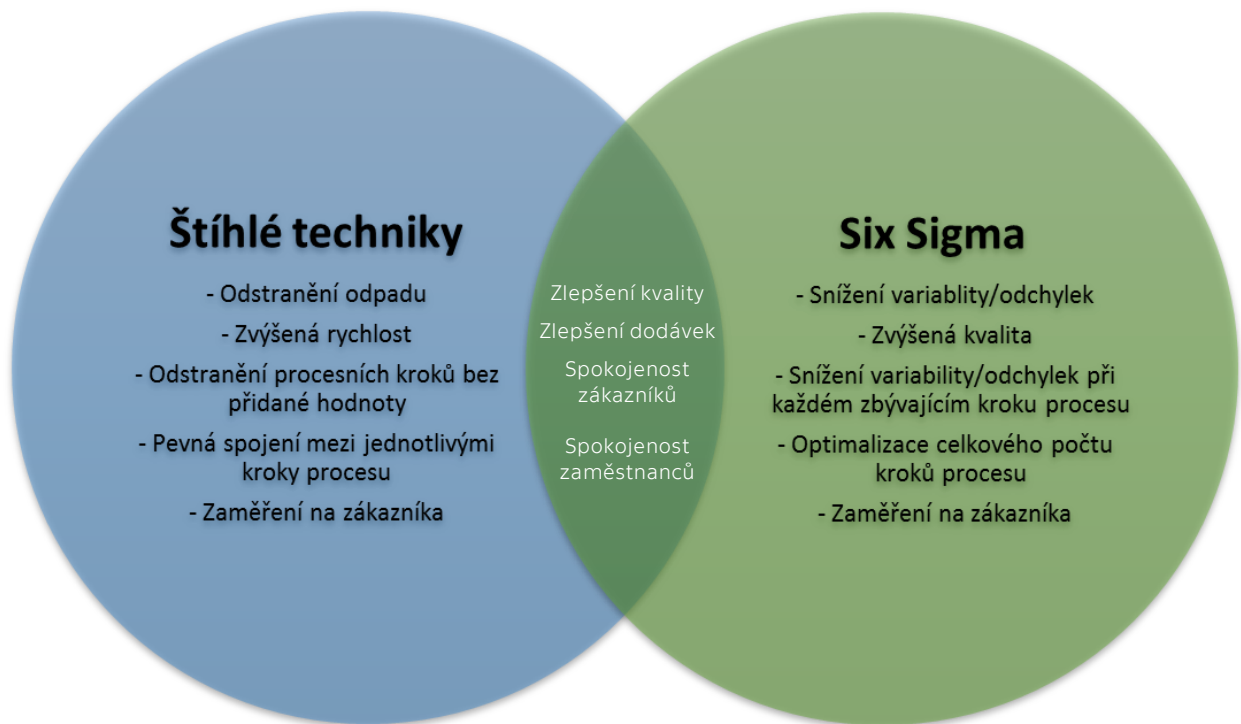 Štíhlé techniky
- Odstranění odpadu
- Zvýšená rychlost
- Odstranění procesních kroků bez
přidané hodnoty
- Pevná spojení mezi jednotlivými
kroky procesu
- Zaměření na zákazníka
Zlepšení kvality
Zlepšení dodávek
Spokojenost
zákazníků
Spokojenost
zaměstnanců
Six Sigma
- Snížení variablity/odchylek
- Zvýšená kvalita
- Snížení variability/odchylek při
každém zbývajícím kroku procesu
- Optimalizace celkového počtu
kroků procesu
- Zaměření na zákazníka